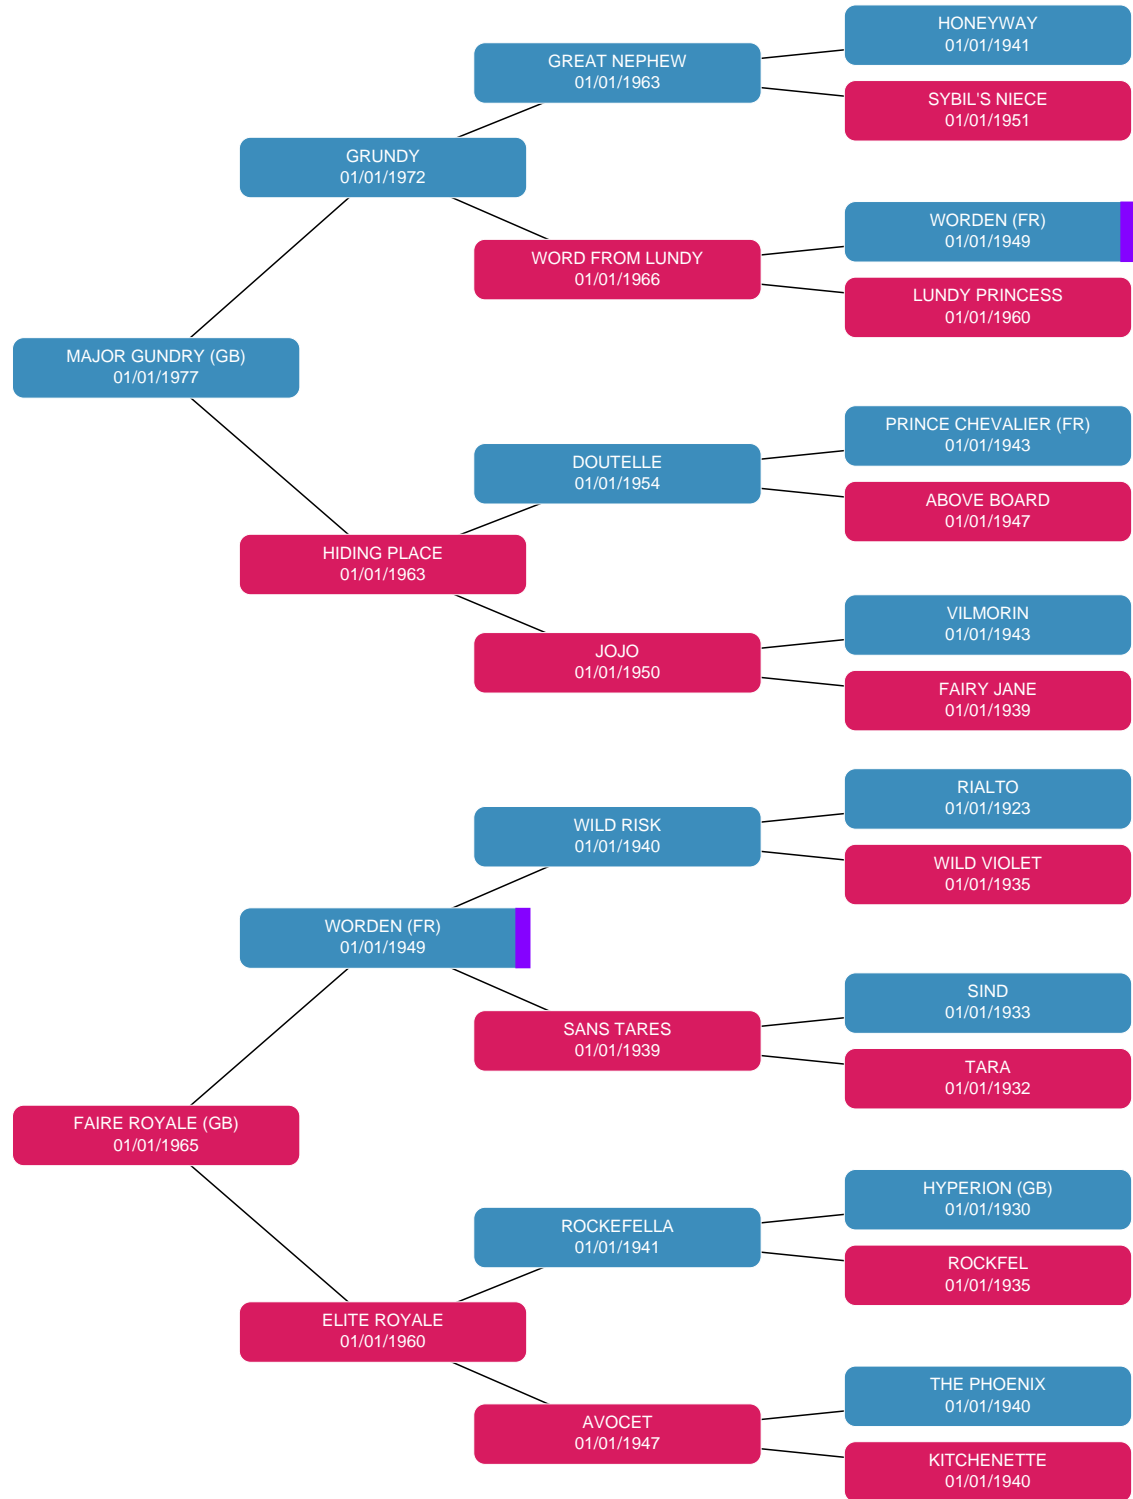 HONEYWAY
01/01/1941
GREAT NEPHEW
01/01/1963
SYBIL'S NIECE
01/01/1951
GRUNDY
01/01/1972
WORDEN (FR)
01/01/1949
WORD FROM LUNDY
01/01/1966
LUNDY PRINCESS
01/01/1960
MAJOR GUNDRY (GB)
01/01/1977
PRINCE CHEVALIER (FR)
01/01/1943
DOUTELLE
01/01/1954
ABOVE BOARD
01/01/1947
HIDING PLACE
01/01/1963
VILMORIN
01/01/1943
JOJO
01/01/1950
FAIRY JANE
01/01/1939
RIALTO
01/01/1923
WILD RISK
01/01/1940
WILD VIOLET
01/01/1935
WORDEN (FR)
01/01/1949
SIND
01/01/1933
SANS TARES
01/01/1939
TARA
01/01/1932
FAIRE ROYALE (GB)
01/01/1965
HYPERION (GB)
01/01/1930
ROCKEFELLA
01/01/1941
ROCKFEL
01/01/1935
ELITE ROYALE
01/01/1960
THE PHOENIX
01/01/1940
AVOCET
01/01/1947
KITCHENETTE
01/01/1940